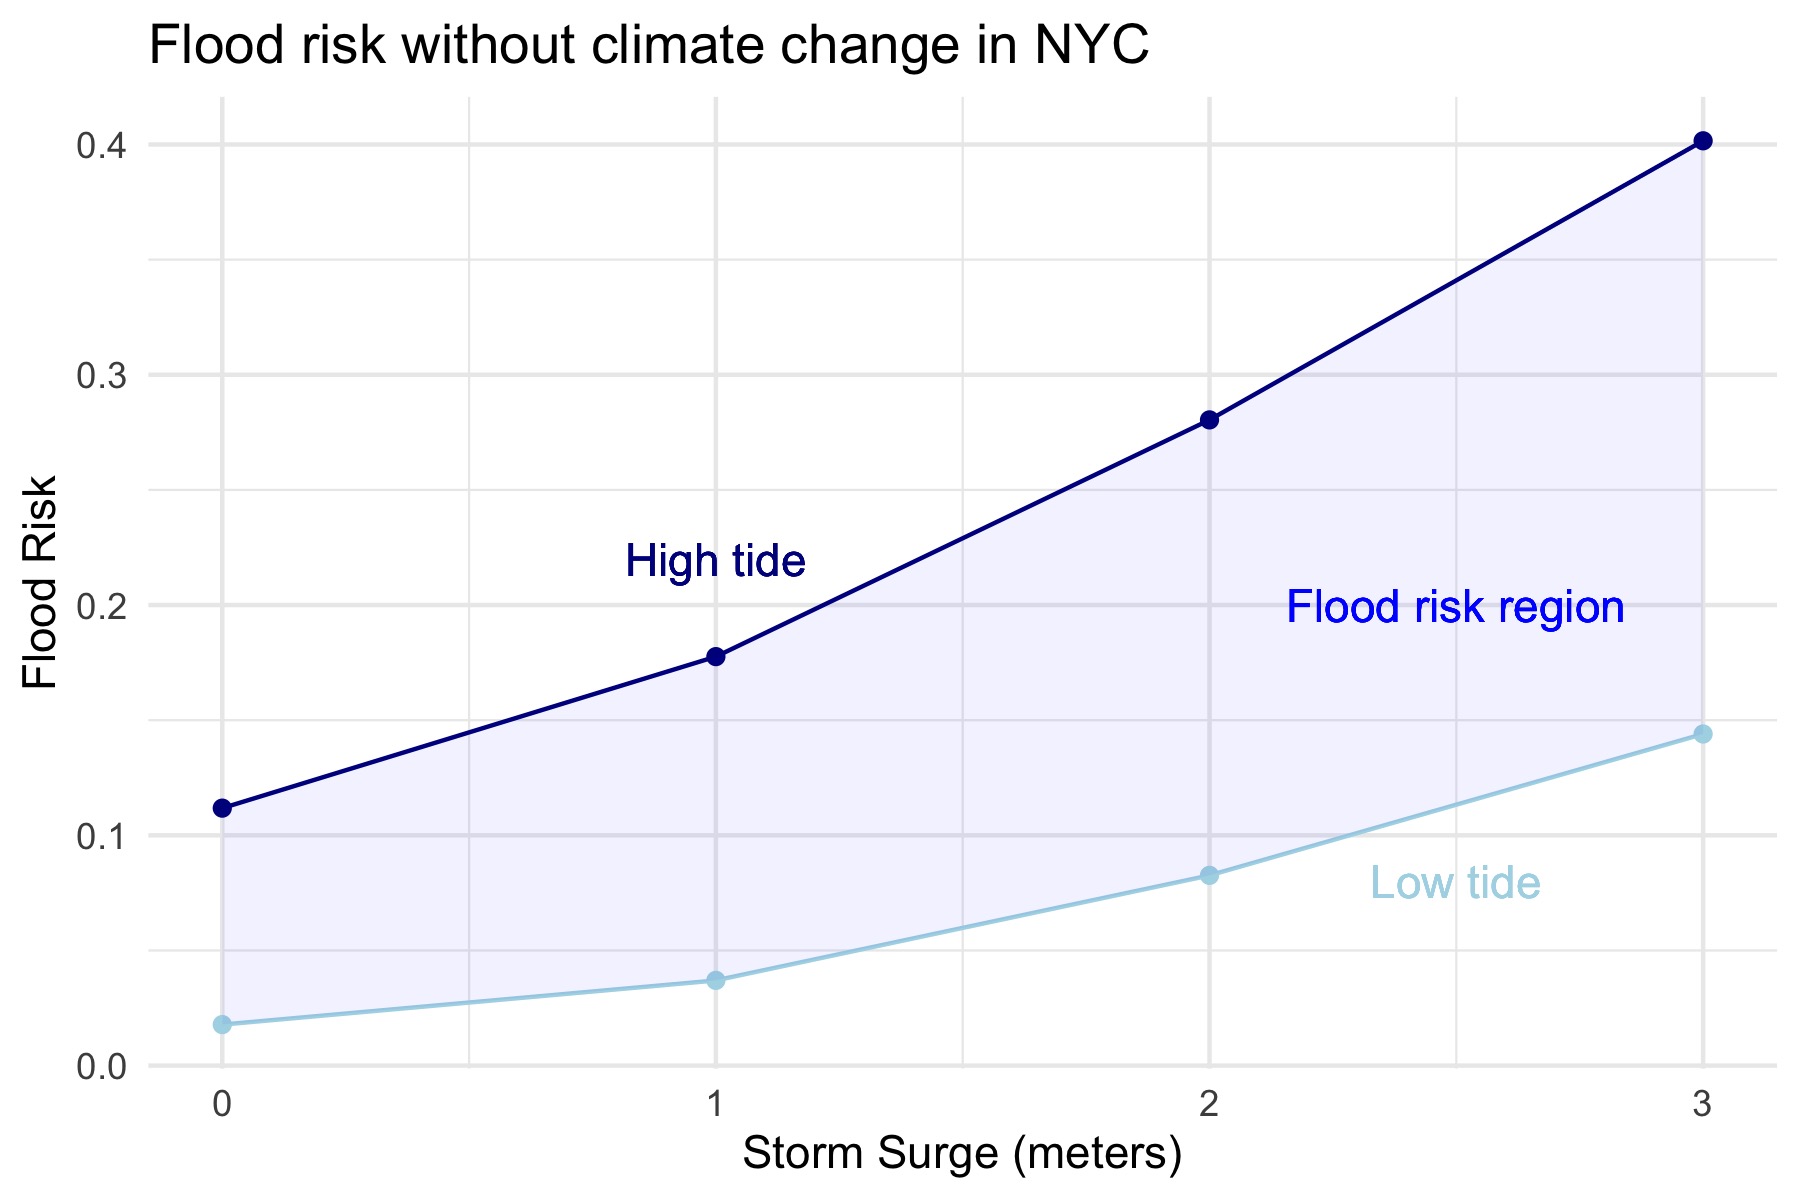 Flood risk without climate change in NYC
0.4
0.3
0.2
0.1
0.0
Flood Risk
High tide
Flood risk region
Low tide
0 1 2 3
Storm Surge (meters)